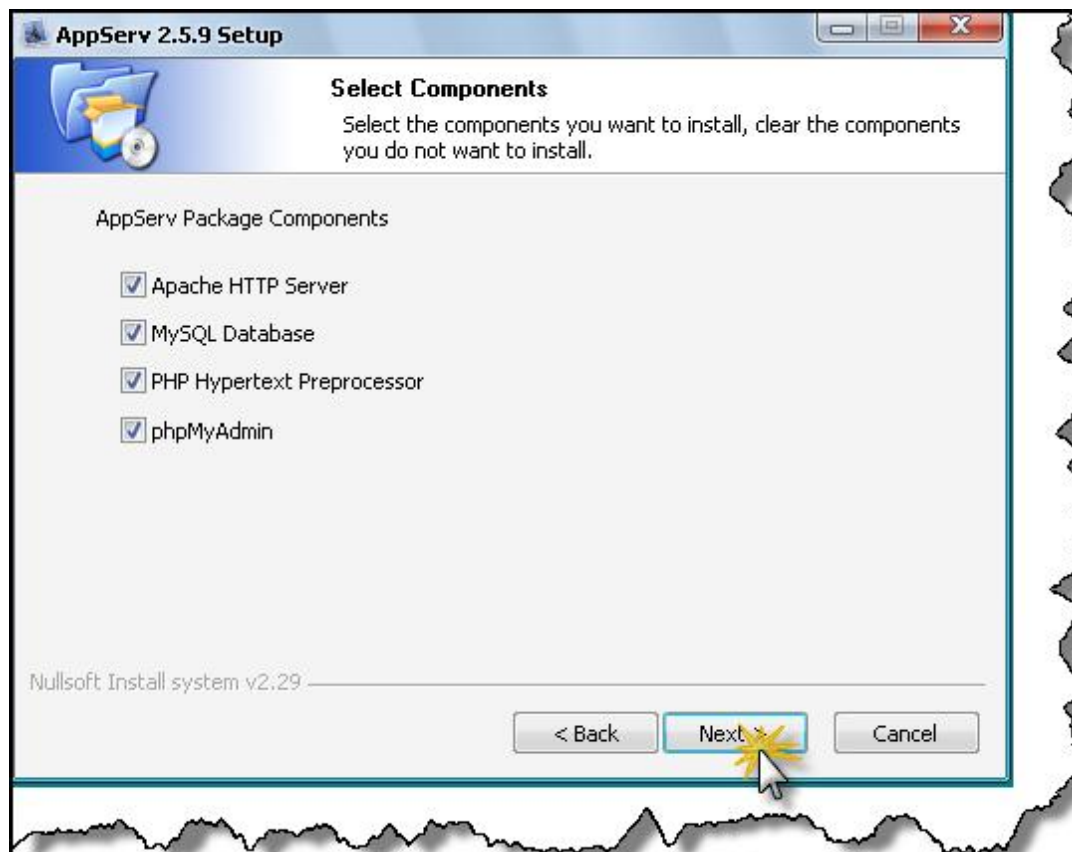 AppServ 2.5.9 Setup
Select Components
Select the components you want to install, clear the components
you do not want to install.
AppServ Package Components
Apache HTTP Server
MySQL Database
PHP Hypertext Preprocessor
phpMyAdmin
Nullsoft Install system v2.29
< Back
Next >
Cancel